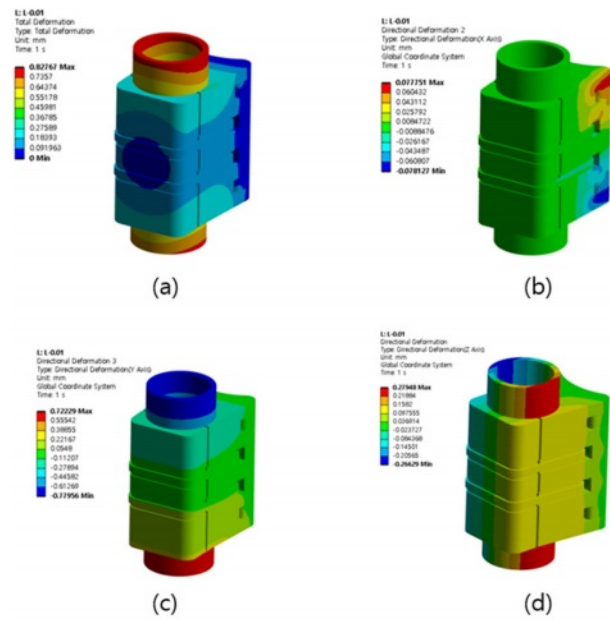 L: L-0.01
Total Deformation
Type: Total Deformation
Unit: mm
Time: 1 s
0.82767 Max
0.7357
0.64374
0.55178
0.45981
0.36785
0.27589
0.18393
0.091963
0 Min
(a)
L: L-0.01
Directional Deformation 2
Type: Directional Deformation(X Axis)
Unit: mm
Global Coordinate System
Time: 1 s
0.077751 Max
0.060432
0.043112
0.025792
0.0084722
-0.0088476
-0.026167
-0.043487
-0.060807
-0.078127 Min
(b)
L: L-0.01
Directional Deformation 3
Type: Directional Deformation(Y Axis)
Unit: mm
Global Coordinate System
Time: 1 s
0.72229 Max
0.55542
0.38855
0.22167
0.0548
-0.11207
-0.27894
-0.44582
-0.61269
-0.77956 Min
(c)
L: L-0.01
Directional Deformation
Type: Directional Deformation(Z Axis)
Unit: mm
Global Coordinate System
Time: 1 s
0.27948 Max
0.21884
0.1582
0.097555
0.036914
-0.023727
-0.084368
-0.14501
-0.20565
-0.26629 Min
(d)